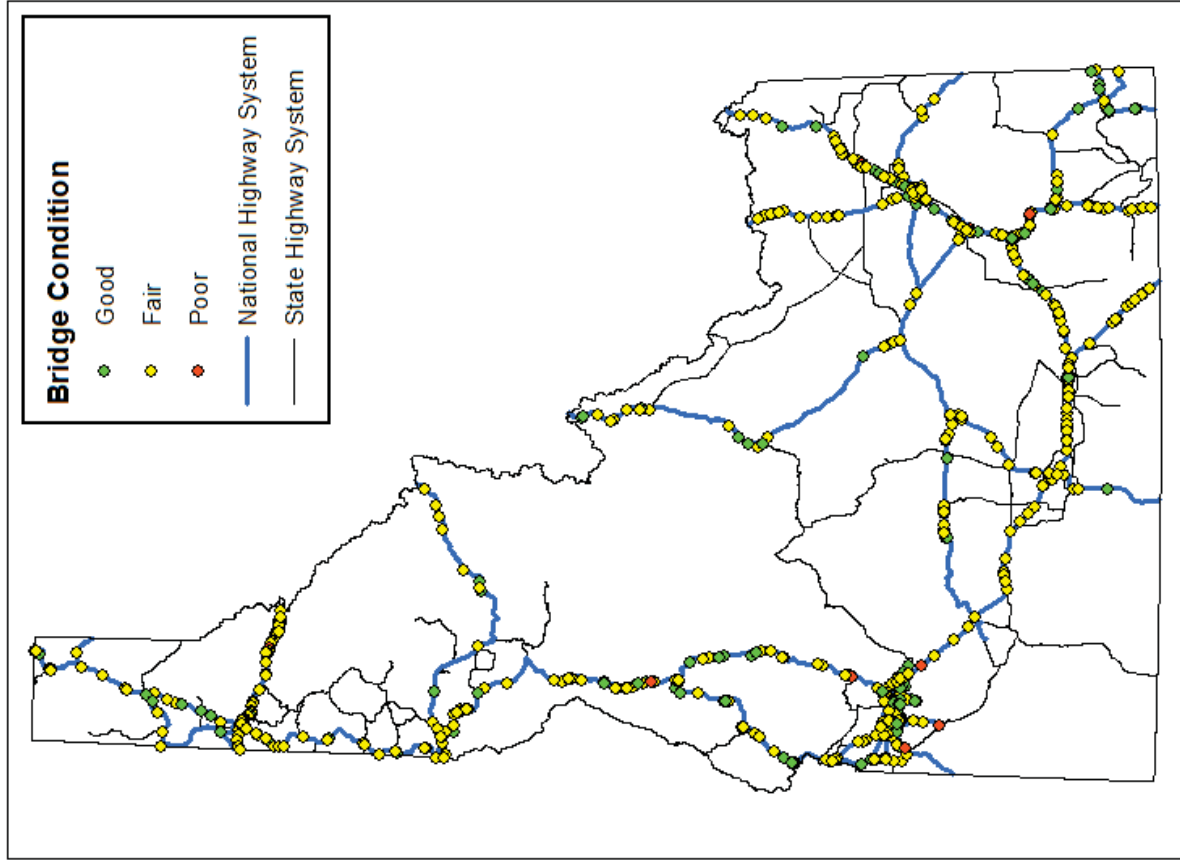 Bridge Condition
Good
Fair
Poor
National Highway System
State Highway System